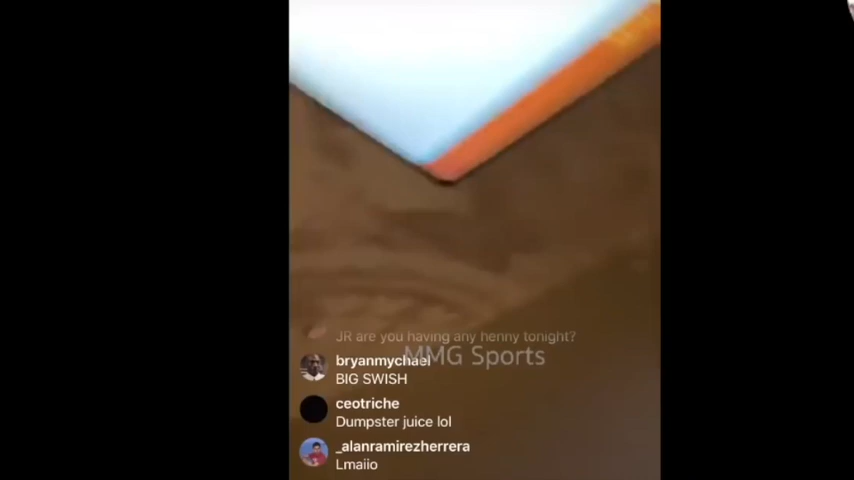 JR are you having any henny tonight?
bryanmychael
MMG Sports
BIG SWISH
ceotriche
Dumpster juice lol
_alanramirezherrera
Lmaiio